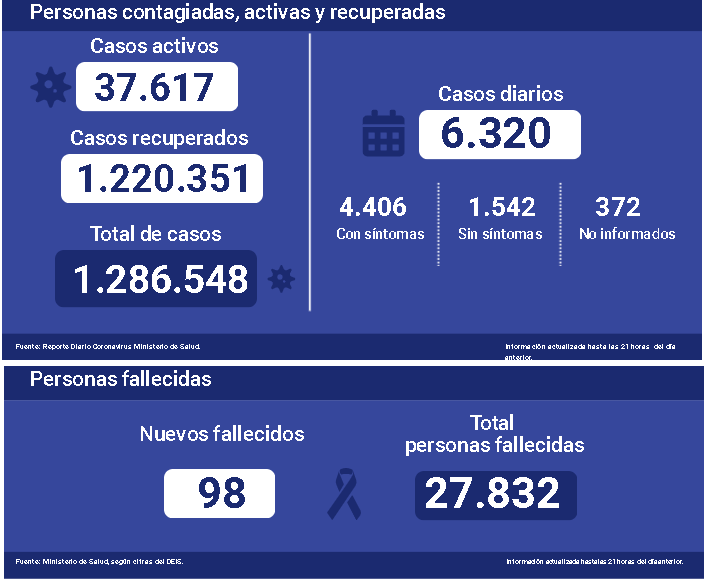 Personas contagiadas, activas y recuperadas
Casos activos
37.617
Casos recuperados
1.220.351
Total de casos
1.286.548
Casos diarios
6.320
4.406
Con síntomas
1.542
Sin síntomas
372
No informados
Fuente: Reporte Diario Coronavirus Ministerio de Salud.
Información actualizada hasta las 21 horas del día
anterior.
Personas fallecidas
Nuevos fallecidos
98
Total
personas fallecidas
27.832
Fuente: Ministerio de Salud, según cifras del DEIS.
Información actualizada hasta las 21 horas del día anterior.